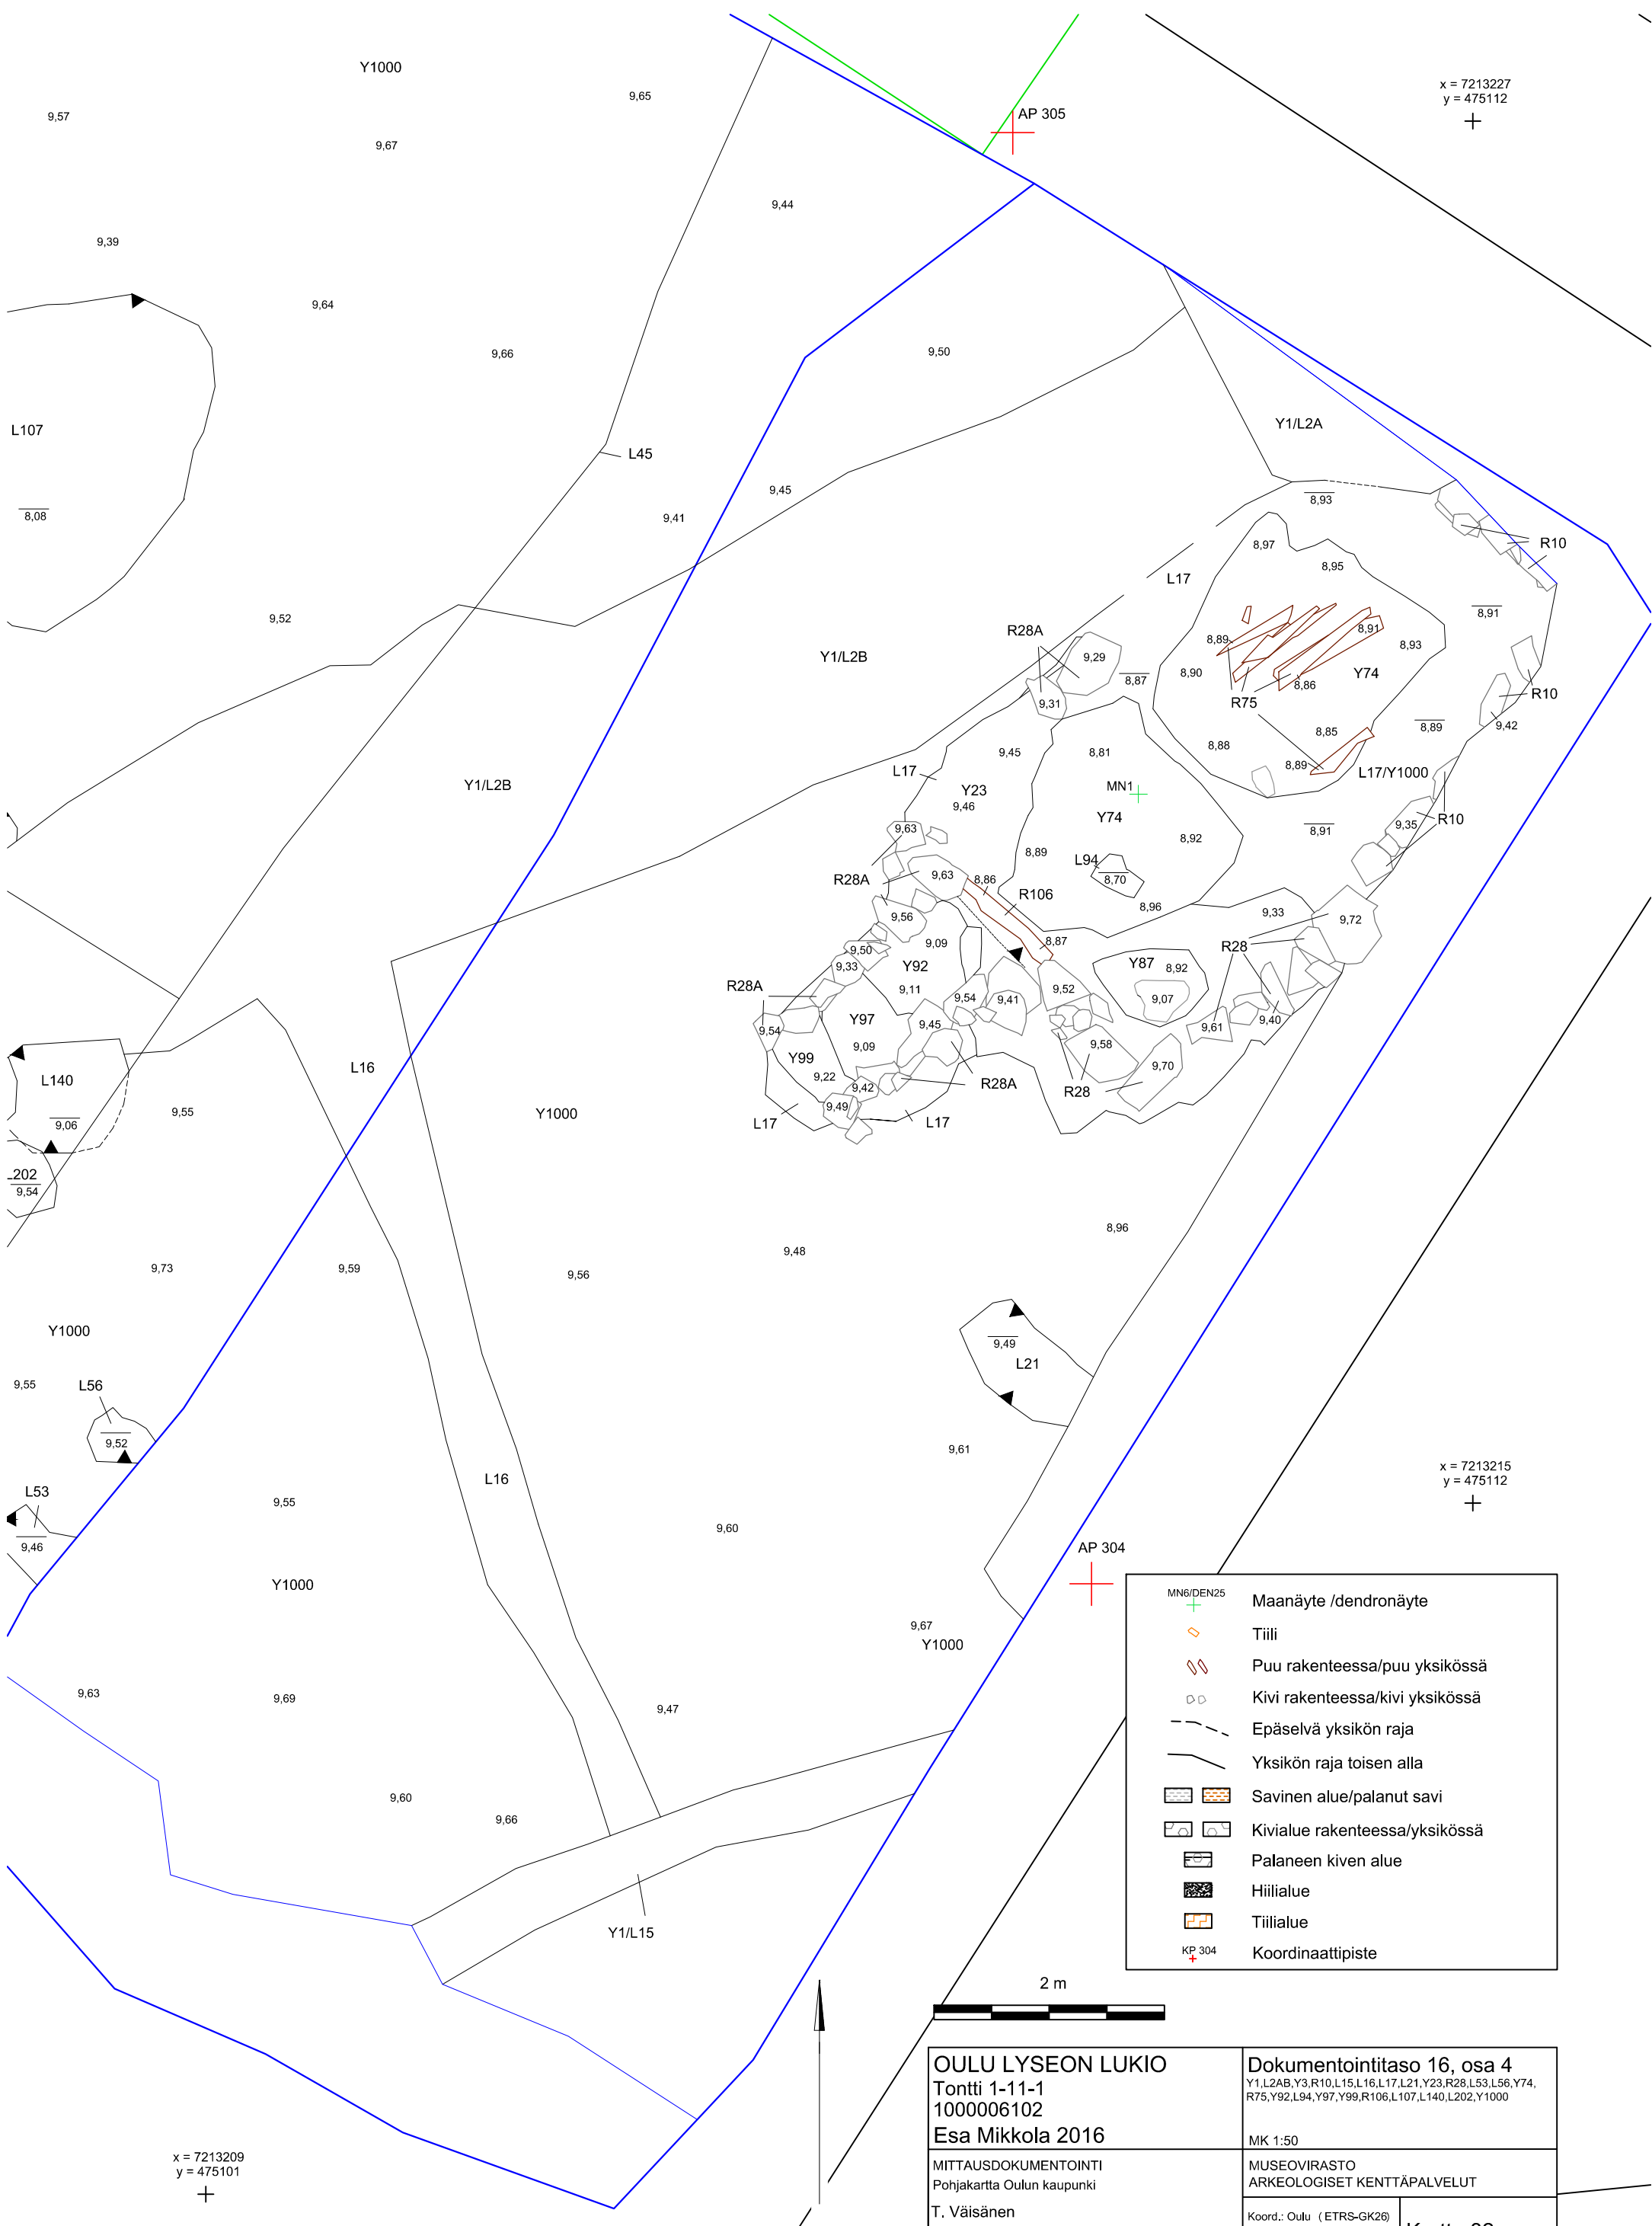 Y1000
9,65
9,57
9,67
x = 7213227
y = 475112
AP 305
9,44
9,39
9,64
9,66
9,50
L107
Y1/L2A
L45
9,45
9,41
8,93
8,08
8,97
R10
8,95
L17
9,52
8,91
R28A
8,89
8,91
8,93
Y1/L2B
9,29
8,87
8,90
Y74
8,86
R10
9,31
R75
9,42
8,89
8,85
8,88
9,45
8,81
8,89
L17/Y1000
L17
Y1/L2B
Y23
MN1
9,46
Y74
R10
9,35
9,63
8,91
8,92
8,89
L94
R28A
9,63
8,86
8,70
R106
8,96
9,33
9,72
9,56
9,09
8,87
R28
9,50
9,33
Y92
Y87
8,92
R28A
9,11
9,54
9,41
9,52
9,07
9,54
Y97
9,45
9,61
9,40
9,09
9,58
Y99
9,70
9,22
9,42
R28A
R28
9,49
L17
L17
L16
L140
9,06
9,55
Y1000
202
9,54
8,96
9,48
9,73
9,59
9,56
Y1000
9,49
L21
9,55
L56
9,52
9,61
x = 7213215
y = 475112
L16
L53
9,55
9,46
9,60
AP 304
Y1000
9,67
Y1000
9,63
9,69
9,47
9,60
9,66
Y1/L15
MN6/DEN25
Maanäyte /dendronäyte
Tiili
Puu rakenteessa/puu yksikössä
Kivi rakenteessa/kivi yksikössä
Epäselvä yksikön raja
Yksikön raja toisen alla
Savinen alue/palanut savi
Kivialue rakenteessa/yksikössä
Palaneen kiven alue
Hiilialue
Tiilialue
KP 304
Koordinaattipiste
2 m
OULU LYSEON LUKIO
Tontti 1-11-1
1000006102
Esa Mikkola 2016
Dokumentointitaso 16, osa 4
Y1,L2AB,Y3,R10,L15,L16,L17,L21,Y23,R28,L53,L56,Y74,
R75,Y92,L94,Y97,Y99,R106,L107,L140,L202,Y1000
MK 1:50
MITTAUSDOKUMENTOINTI
Pohjakartta Oulun kaupunki
T. Väisänen
MUSEOVIRASTO
ARKEOLOGISET KENTTÄPALVELUT
Koord.: Oulu ( ETRS-GK26)
x = 7213209
y = 475101